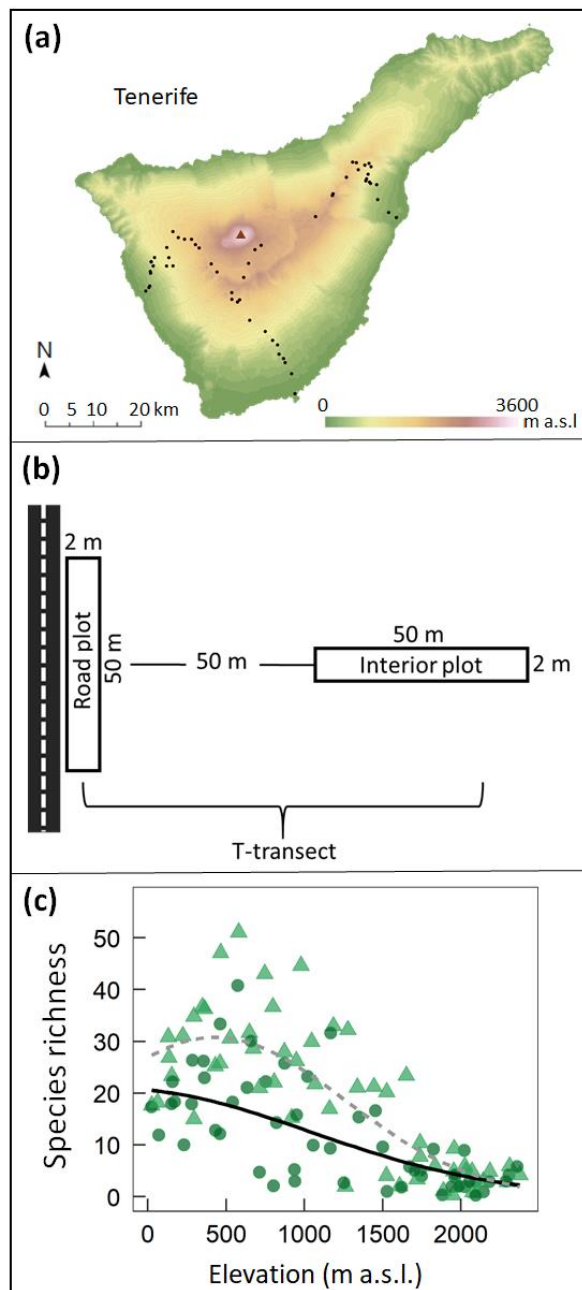 (a)
Tenerife
N
0 5 10 20 km
0 3600
m a.s.l
(b)
2 m
Road plot
50 m
50 m
50 m
Interior plot
2 m
T-transect
(c)
Species richness
50
40
30
20
10
0
0 500 1000 1500 2000
Elevation (m a.s.l.)